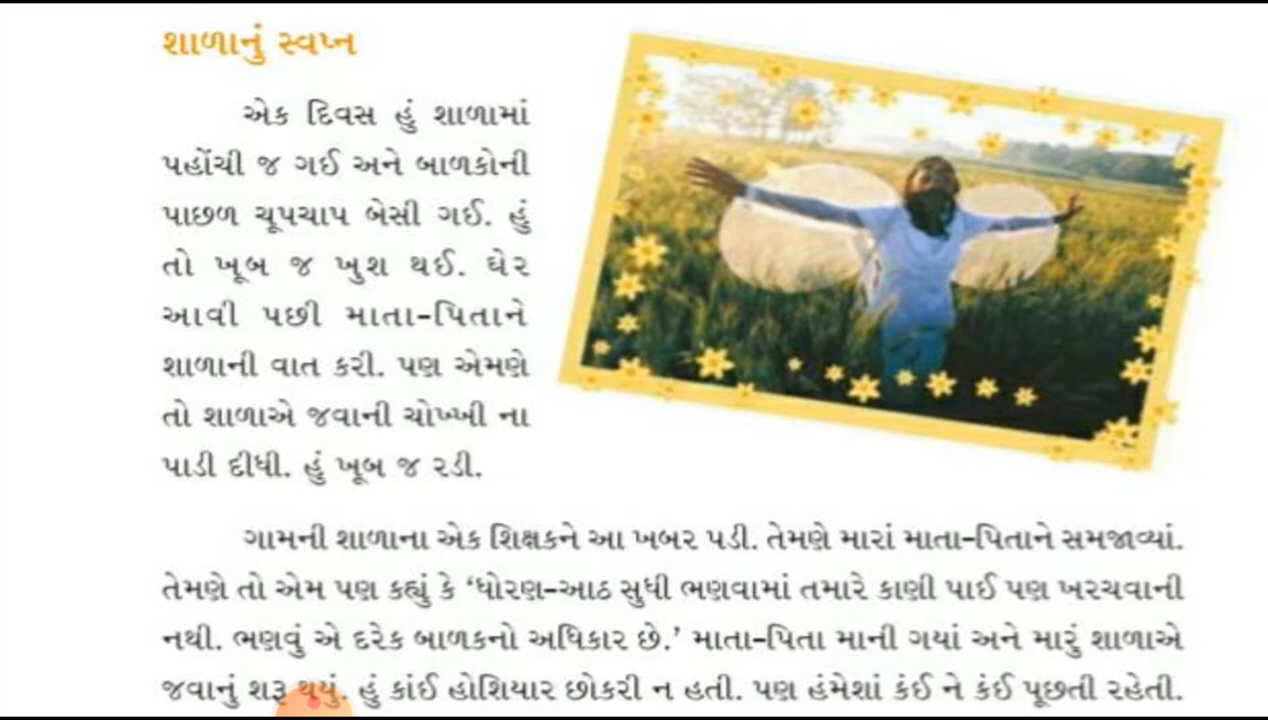 શાળાનું સ્વપ્ન
એક દિવસ હું શાળામાં
પહોંચી જ ગઈ અને બાળકોની
પાછળ ચૂપચાપ બેસી ગઈ. હું
તો ખૂબ જ ખુશ થઈ. ઘેર
આવી પછી માતા-પિતાને
શાળાની વાત કરી. પણ એમણે
તો શાળાએ જવાની ચોખ્ખી ના
પાડી દીધી. હું ખૂબ જ રડી.
ગામની શાળાના એક શિક્ષકને આ ખબર પડી. તેમણે મારાં માતા-પિતાને સમજાવ્યાં.
તેમણે તો એમ પણ કહ્યું કે ‘ધોરણ-આઠ સુધી ભણવામાં તમારે કાણી પાઈ પણ ખરચવાની
નથી. ભણવું એ દરેક બાળકનો અધિકાર છે.’ માતા-પિતા માની ગયાં અને મારું શાળાએ
જવાનું શરૂ થયું. હું કાંઈ હોશિયાર છોકરી ન હતી. પણ હંમેશાં કંઈ ને કંઈ પૂછતી રહેતી.